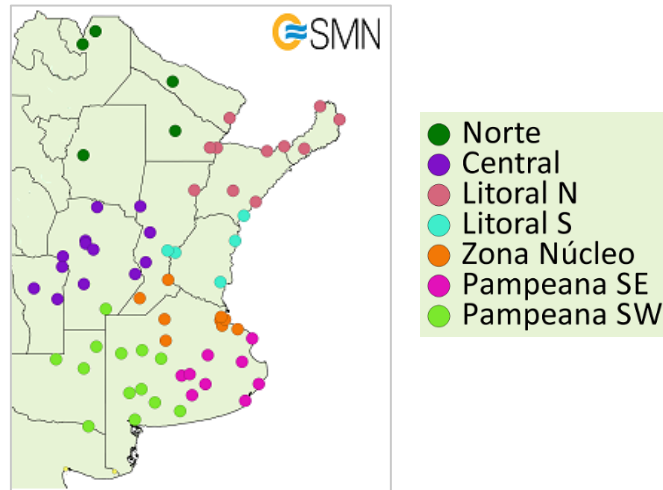 SMN
Norte
Central
Litoral N
Litoral S
Zona Núcleo
Pampeana SE
Pampeana SW